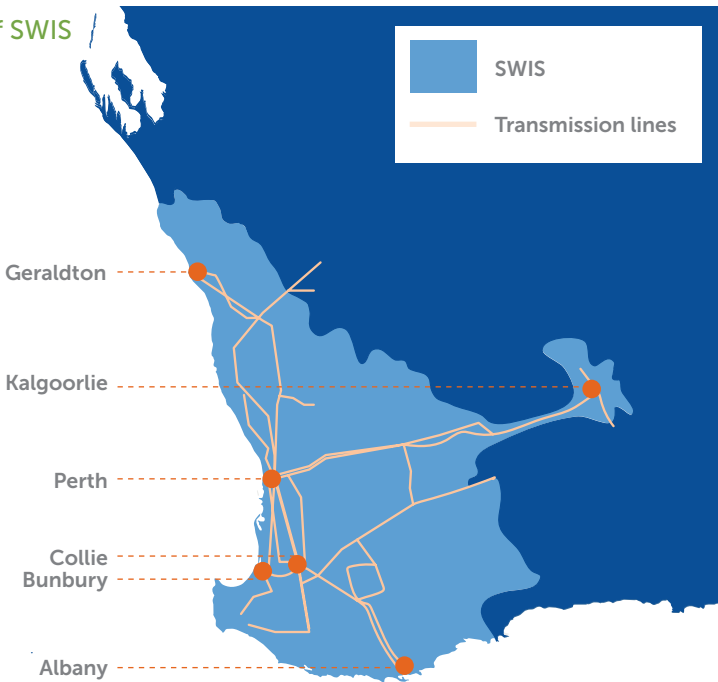 SWIS
SWIS
Transmission lines
Geraldton
Kalgoorlie
Perth
Collie
Bunbury
Albany